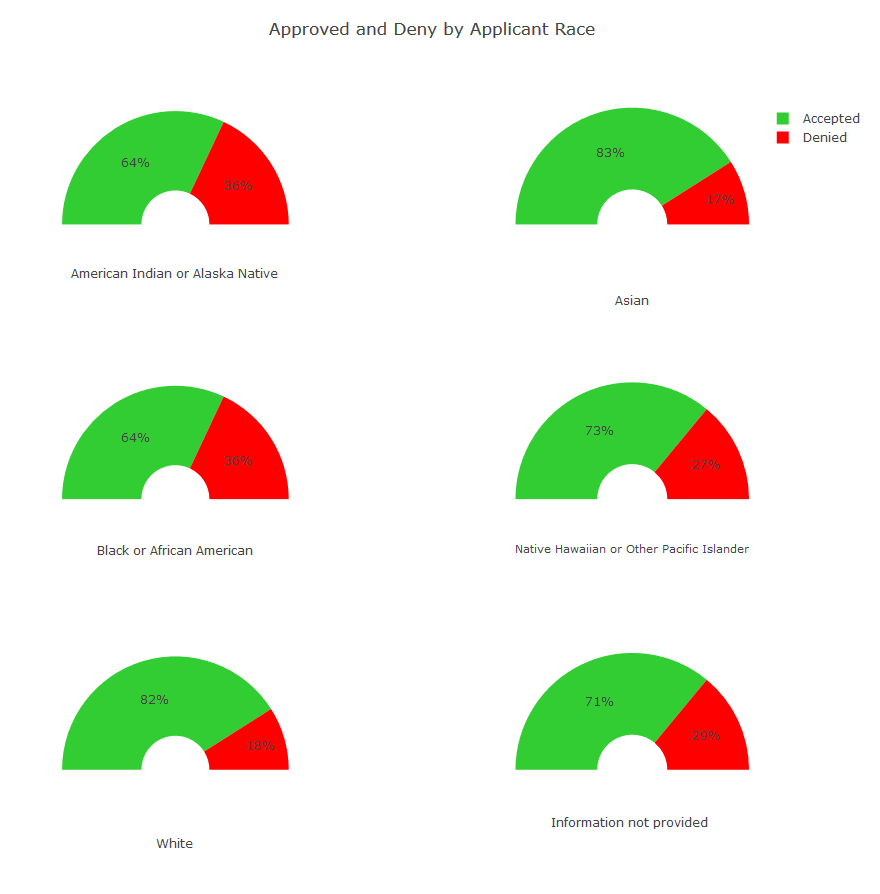 Approved and Deny by Applicant Race
Accepted
Denied
64%
36%
American Indian or Alaska Native
83%
17%
Asian
64%
36%
Black or African American
73%
27%
Native Hawaiian or Other Pacific Islander
82%
18%
White
71%
29%
Information not provided